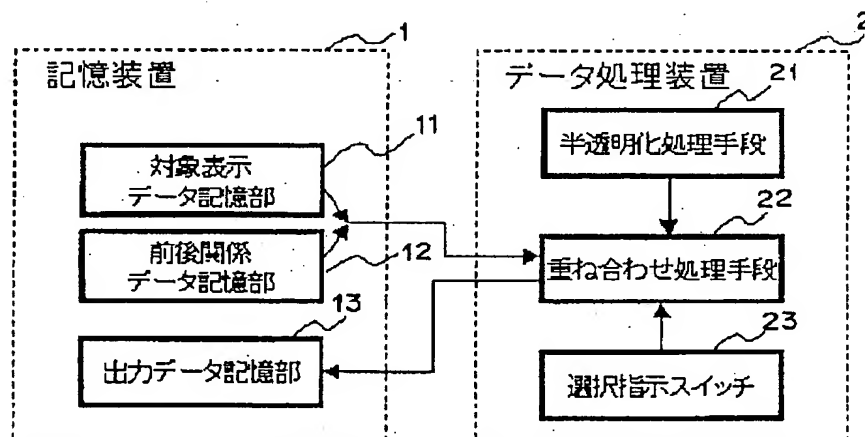 1
記憶装置
11
対象表示
データ記憶部
前後関係
データ記憶部
12
13
出力データ記憶部
2
データ処理装置
21
半透明化処理手段
22
重ね合わせ処理手段
23
選択指示スイッチ